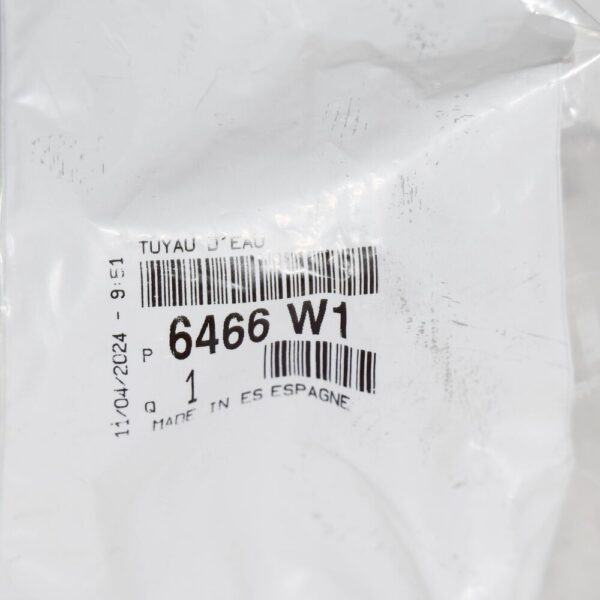 TUYAU D'EAU
P 6466 W1
Q 1
MADE IN ES ESPAGNE
11/04/2024 - 9:51